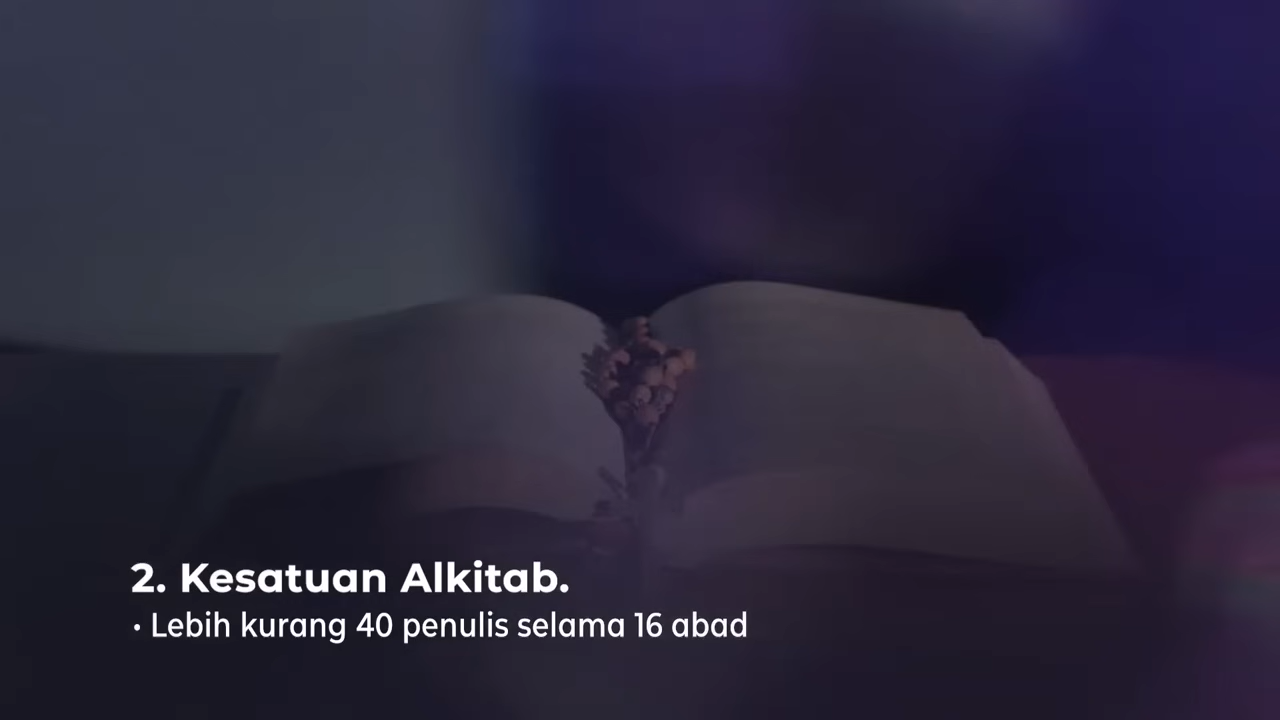 2. Kesatuan Alkitab.
• Lebih kurang 40 penulis selama 16 abad